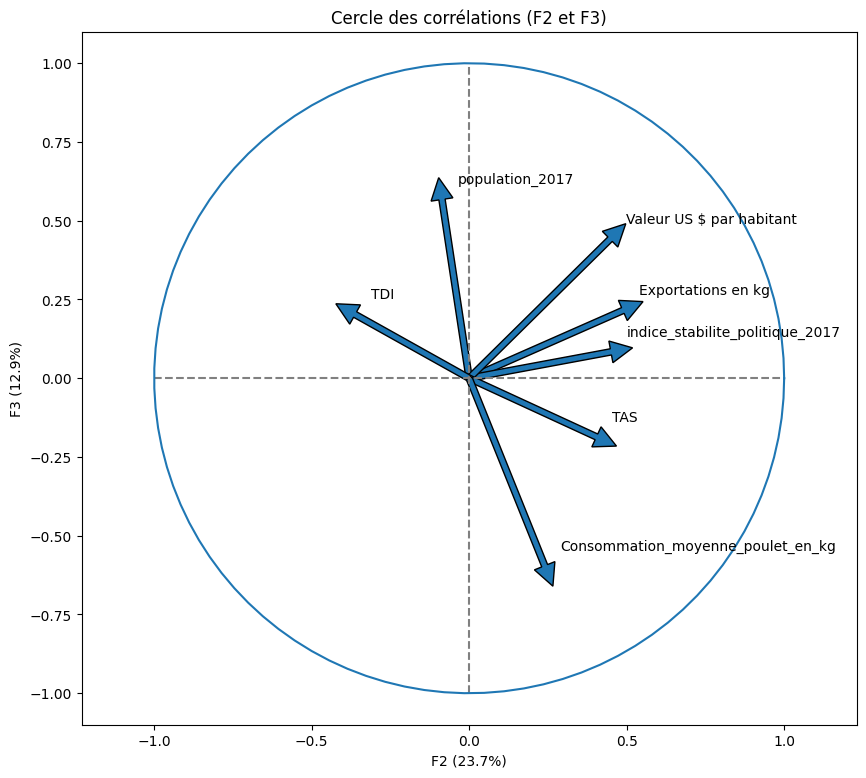 Cercle des corrélations (F2 et F3)
1.00
0.75
population_2017
0.50
Valeur US $ par habitant
TDI
Exportations en kg
0.25
indice_stabilite_politique_2017
0.00
TAS
−0.25
−0.50
Consommation_moyenne_poulet_en_kg
−0.75
−1.00
F3 (12.9%)
−1.0
−0.5
0.0
0.5
1.0
F2 (23.7%)